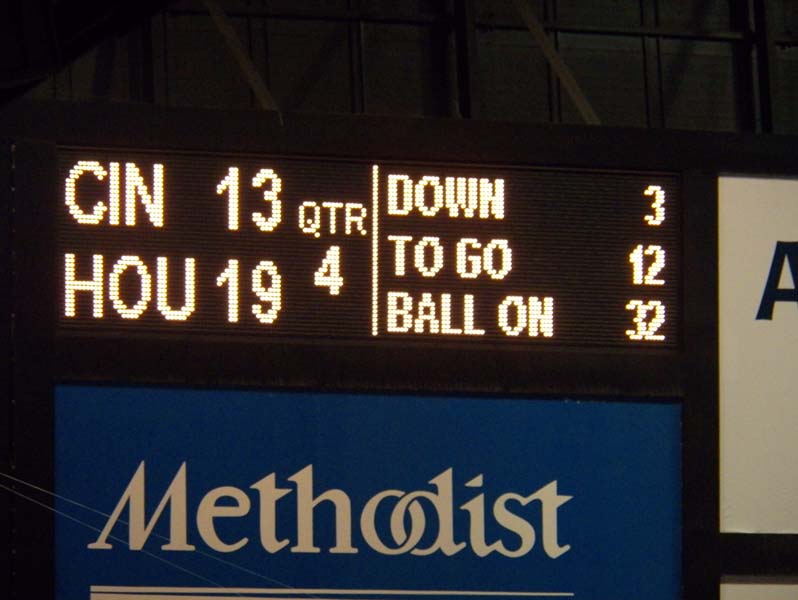 CIN 13
HOU 19
QTR
4
DOWN 3
TO GO 12
BALL ON 32
Methodist
A